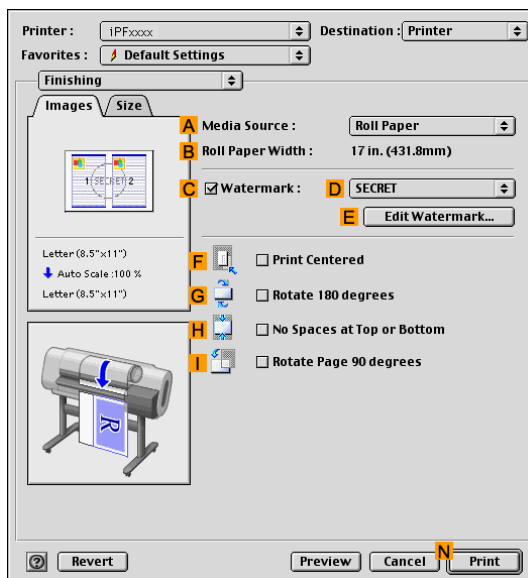 Printer : iPFxxxx Destination : Printer
Favorites : Default Settings
Finishing
Images Size
1 SECRET 2
Letter (8.5"x11")
Auto Scale :100 %
Letter (8.5"x11")
R
A Media Source : Roll Paper
B Roll Paper Width : 17 in. (431.8mm)
C Watermark : D SECRET
E Edit Watermark...
F Print Centered
G Rotate 180 degrees
H No Spaces at Top or Bottom
I Rotate Page 90 degrees
? Revert Preview Cancel N Print